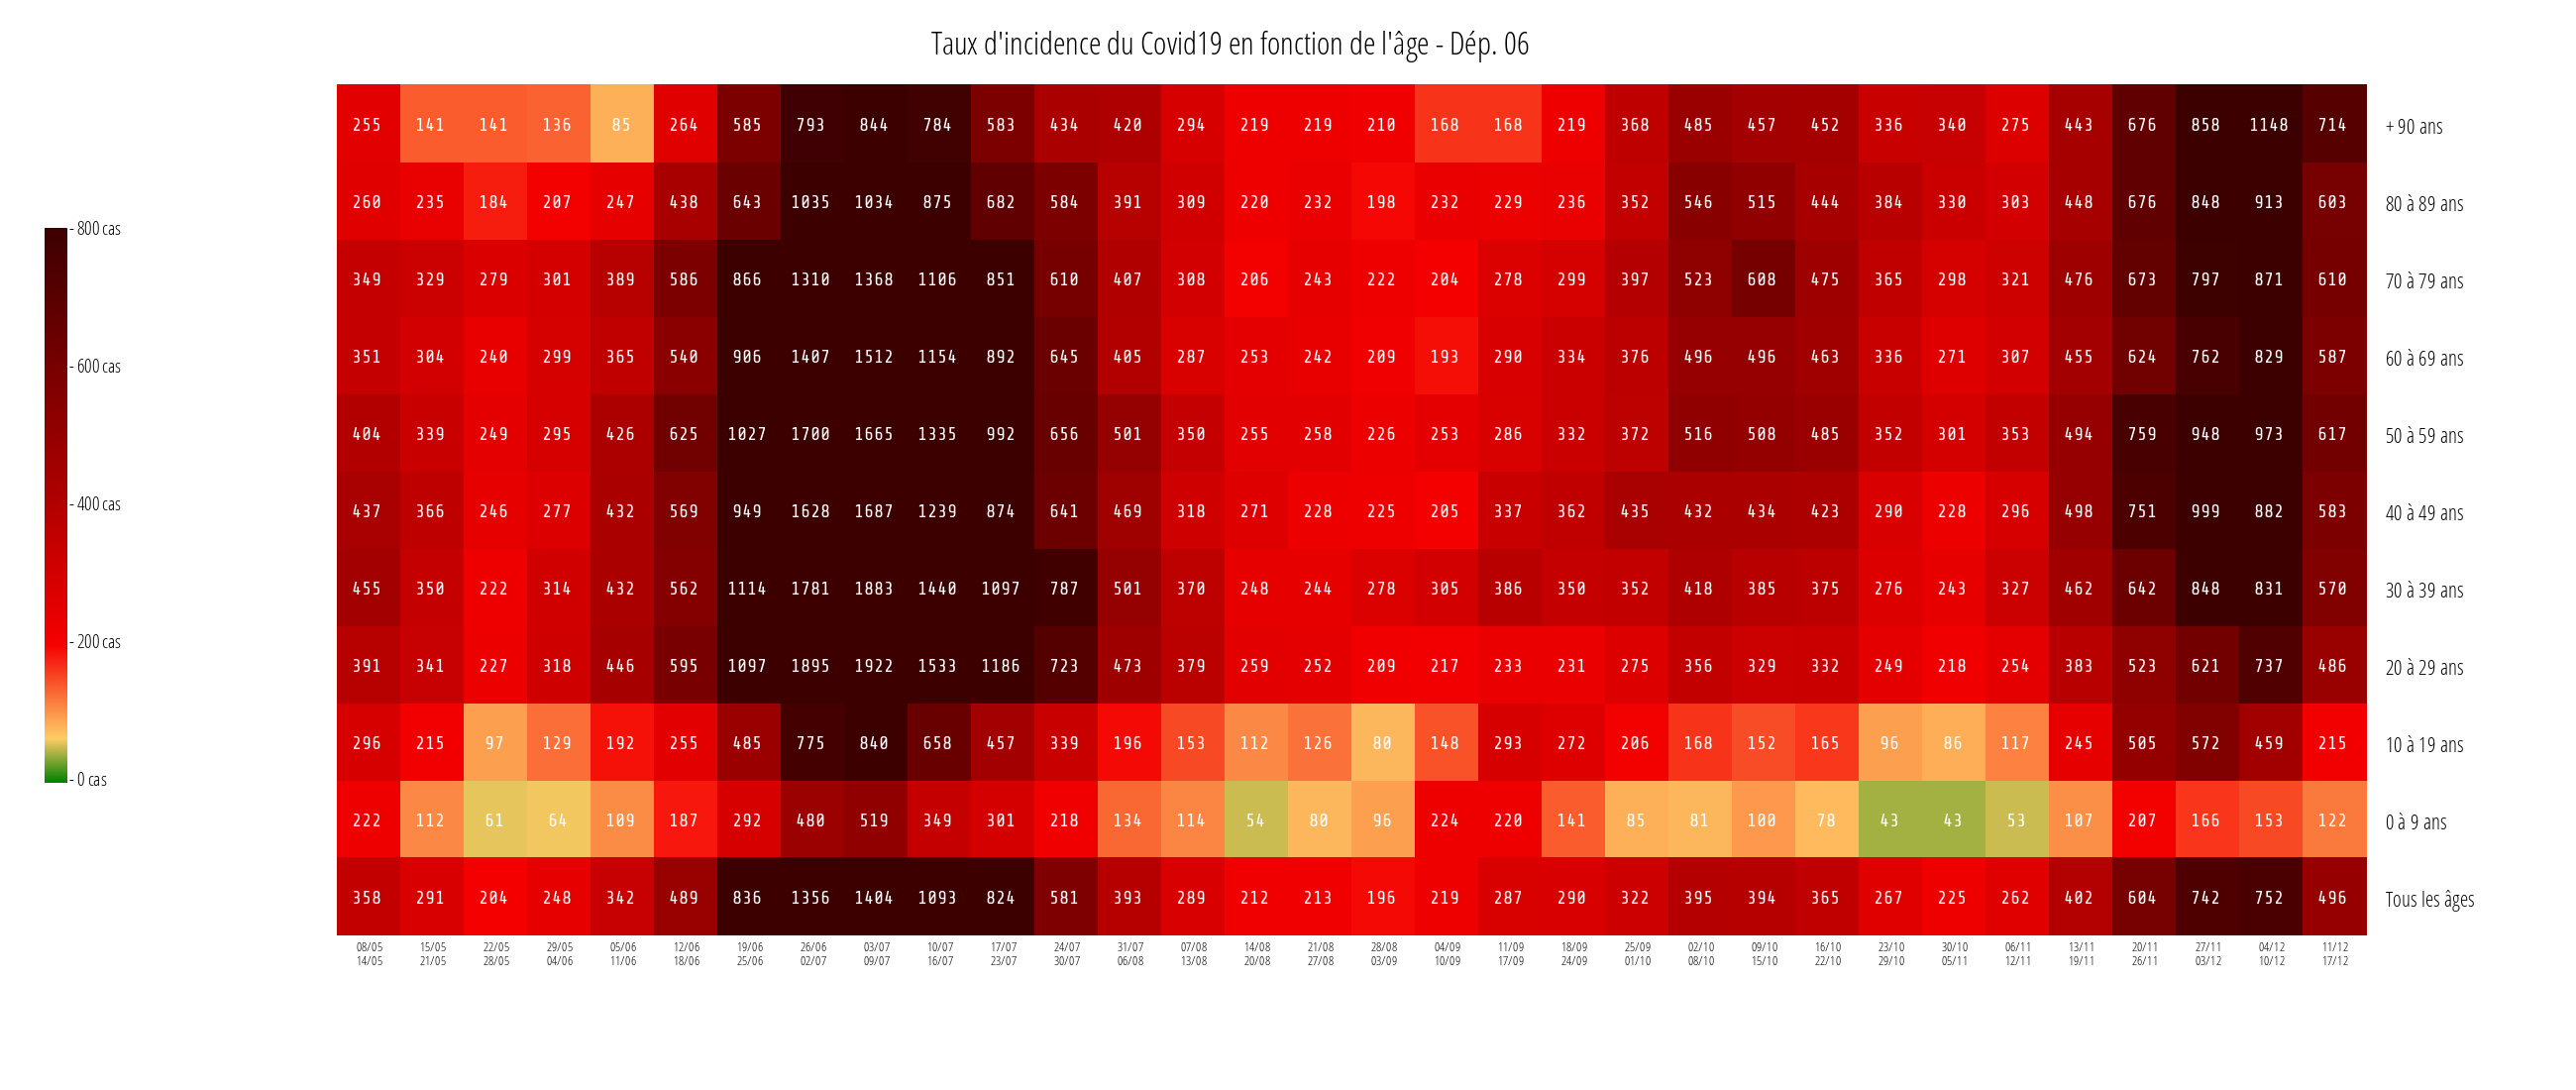 Taux d'incidence du Covid19 en fonction de l'âge - Dép. 06
- 800 cas
- 600 cas
- 400 cas
- 200 cas
- 0 cas
255 141 141 136 85 264 585 793 844 784 583 434 420 294 219 219 210 168 168 219 368 485 457 452 336 340 275 443 676 858 1148 714 + 90 ans
260 235 184 207 247 438 643 1035 1034 875 682 584 391 309 220 232 198 232 229 236 352 546 515 444 384 330 303 448 676 848 913 603 80 à 89 ans
349 329 279 301 389 586 866 1310 1368 1106 851 610 407 308 206 243 222 204 278 299 397 523 608 475 365 298 321 476 673 797 871 610 70 à 79 ans
351 304 240 299 365 540 906 1407 1512 1154 892 645 405 287 253 242 209 193 290 334 376 496 496 463 336 271 307 455 624 762 829 587 60 à 69 ans
404 339 249 295 426 625 1027 1700 1665 1335 992 656 501 350 255 258 226 253 286 332 372 516 508 485 352 301 353 494 759 948 973 617 50 à 59 ans
437 366 246 277 432 569 949 1628 1687 1239 874 641 469 318 271 228 225 205 337 362 435 432 434 423 290 228 296 498 751 999 882 583 40 à 49 ans
455 350 222 314 432 562 1114 1781 1883 1440 1097 787 501 370 248 244 278 305 386 350 352 418 385 375 276 243 327 462 642 848 831 570 30 à 39 ans
391 341 227 318 446 595 1097 1895 1922 1533 1186 723 473 379 259 252 209 217 233 231 275 356 329 332 249 218 254 383 523 621 737 486 20 à 29 ans
296 215 97 129 192 255 485 775 840 658 457 339 196 153 112 126 80 148 293 272 206 168 152 165 96 86 117 245 505 572 459 215 10 à 19 ans
222 112 61 64 109 187 292 480 519 349 301 218 134 114 54 80 96 224 220 141 85 81 100 78 43 43 53 107 207 166 153 122 0 à 9 ans
358 291 204 248 342 489 836 1356 1404 1093 824 581 393 289 212 213 196 219 287 290 322 395 394 365 267 225 262 402 604 742 752 496 Tous les âges
08/05 15/05 22/05 29/05 05/06 12/06 19/06 26/06 03/07 10/07 17/07 24/07 31/07 07/08 14/08 21/08 28/08 04/09 11/09 18/09 25/09 02/10 09/10 16/10 23/10 30/10 06/11 13/11 20/11 27/11 04/12 11/12
14/05 21/05 28/05 04/06 11/06 18/06 25/06 02/07 09/07 16/07 23/07 30/07 06/08 13/08 20/08 27/08 03/09 10/09 17/09 24/09 01/10 08/10 15/10 22/10 29/10 05/11 12/11 19/11 26/11 03/12 10/12 17/12